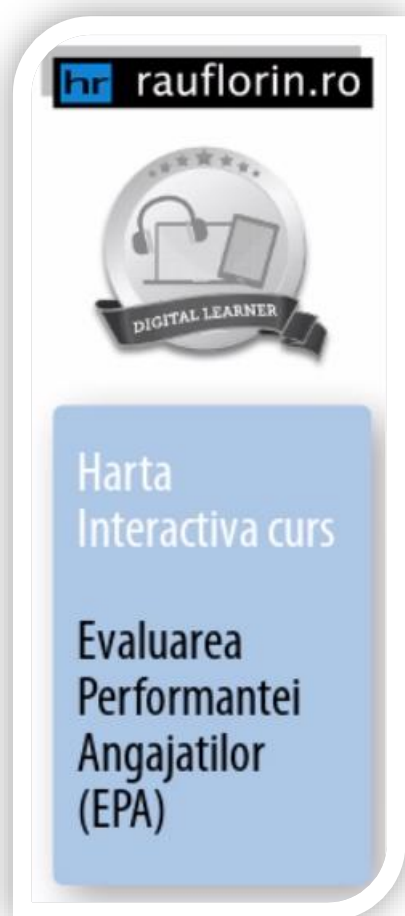 hr rauflorin.ro
DIGITAL LEARNER
Harta
Interactiva curs
Evaluarea
Performantei
Angajatilor
(EPA)